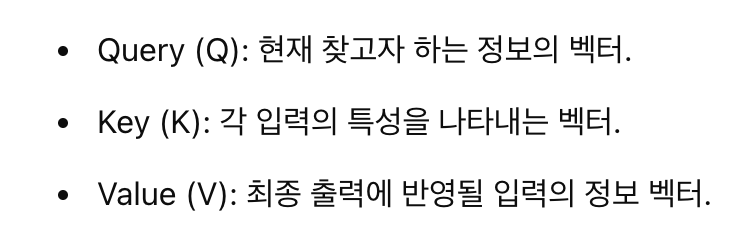 • Query (Q): 현재 찾고자 하는 정보의 벡터.
• Key (K): 각 입력의 특성을 나타내는 벡터.
• Value (V): 최종 출력에 반영될 입력의 정보 벡터.